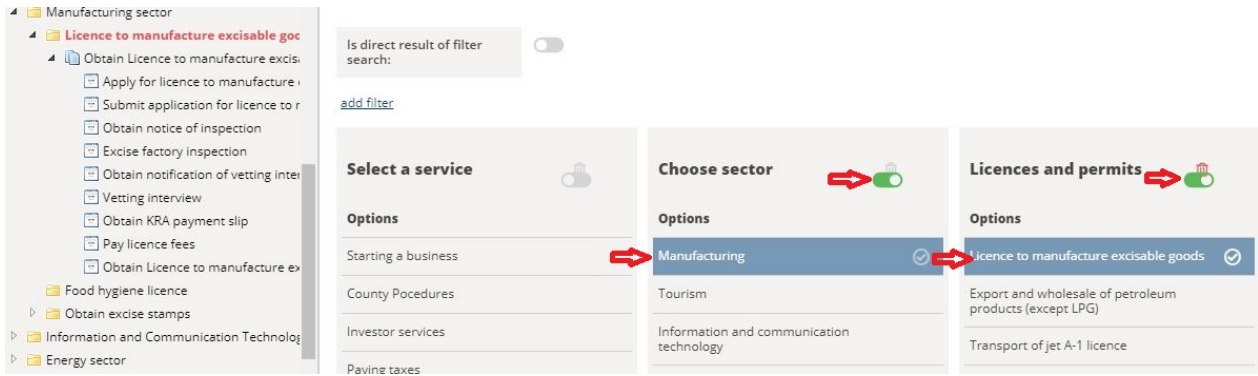 Manufacturing sector
Licence to manufacture excisable goc
Obtain Licence to manufacture excis
Apply for licence to manufacture
Submit application for licence to r
Obtain notice of inspection
Excise factory inspection
Obtain notification of vetting inter
Vetting interview
Obtain KRA payment slip
Pay licence fees
Obtain Licence to manufacture ex
Food hygiene licence
Obtain excise stamps
Information and Communication Technolog
Energy sector
Is direct result of filter
search:
add filter
Select a service
Options
Starting a business
County Pocedures
Investor services
Paying taxes
Choose sector
Options
Manufacturing
Tourism
Information and communication
technology
Licences and permits
Options
Licence to manufacture excisable goods
Export and wholesale of petroleum
products (except LPG)
Transport of jet A-1 licence